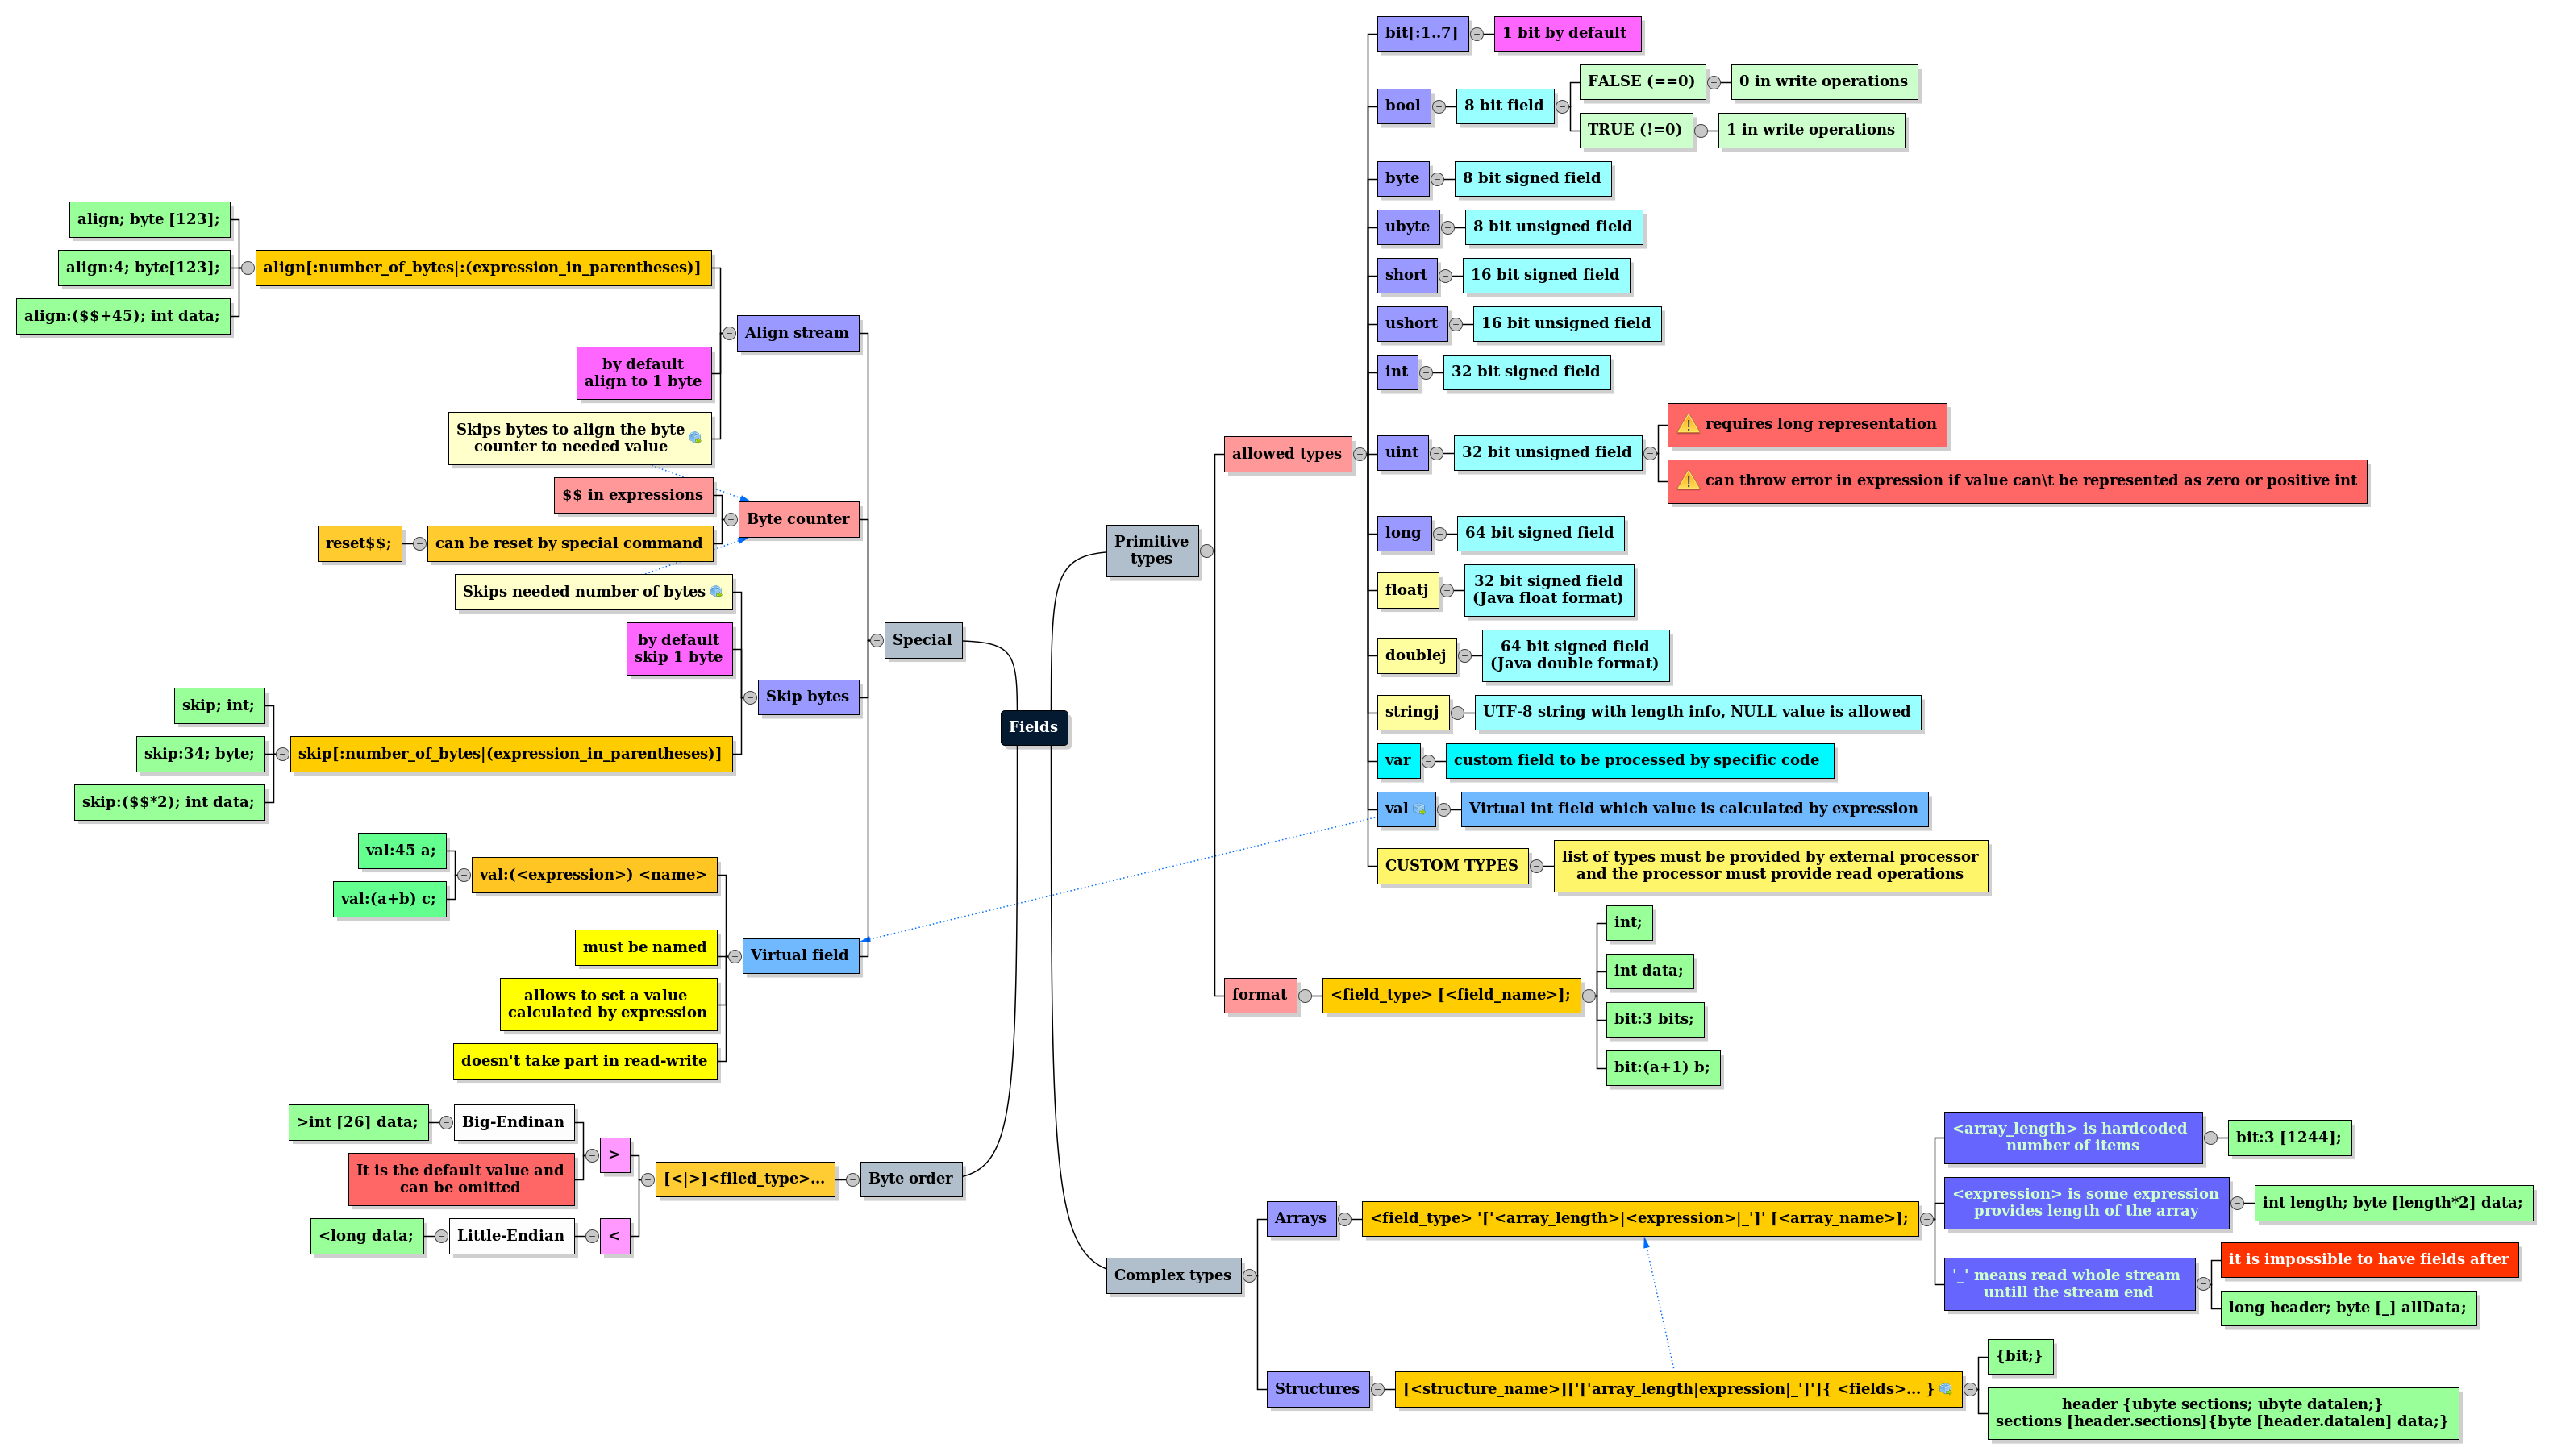 Fields
Primitive
types
allowed types
bit[:1..7]
1 bit by default
bool
8 bit field
FALSE (==0)
0 in write operations
TRUE (!=0)
1 in write operations
byte
8 bit signed field
ubyte
8 bit unsigned field
short
16 bit signed field
ushort
16 bit unsigned field
int
32 bit signed field
uint
32 bit unsigned field
requires long representation
can throw error in expression if value can\t be represented as zero or positive int
long
64 bit signed field
floatj
32 bit signed field
(Java float format)
doublej
64 bit signed field
(Java double format)
stringj
UTF-8 string with length info, NULL value is allowed
var
custom field to be processed by specific code
val
Virtual int field which value is calculated by expression
CUSTOM TYPES
list of types must be provided by external processor
and the processor must provide read operations
format
<field_type> [<field_name>];
int;
int data;
bit:3 bits;
bit:(a+1) b;
Complex types
Arrays
<field_type> '['<array_length>|<expression>|_']' [<array_name>];
<array_length> is hardcoded
number of items
bit:3 [1244];
<expression> is some expression
provides length of the array
int length; byte [length*2] data;
'_' means read whole stream
untill the stream end
it is impossible to have fields after
long header; byte [_] allData;
Structures
[<structure_name>]['['array_length|expression|_']']{ <fields>... }
{bit;}
header {ubyte sections; ubyte datalen;}
sections [header.sections]{byte [header.datalen] data;}
Special
Align stream
align[:number_of_bytes|:(expression_in_parentheses)]
align; byte [123];
align:4; byte[123];
align:($$+45); int data;
by default
align to 1 byte
Skips bytes to align the byte
counter to needed value
Byte counter
$$ in expressions
can be reset by special command
reset$$;
Skip bytes
Skips needed number of bytes
by default
skip 1 byte
skip[:number_of_bytes|(expression_in_parentheses)]
skip; int;
skip:34; byte;
skip:($$*2); int data;
Virtual field
val:(<expression>) <name>
val:45 a;
val:(a+b) c;
must be named
allows to set a value
calculated by expression
doesn't take part in read-write
Byte order
[<|>]<filed_type>...
>
Big-Endinan
>int [26] data;
It is the default value and
can be omitted
<
Little-Endian
<long data;